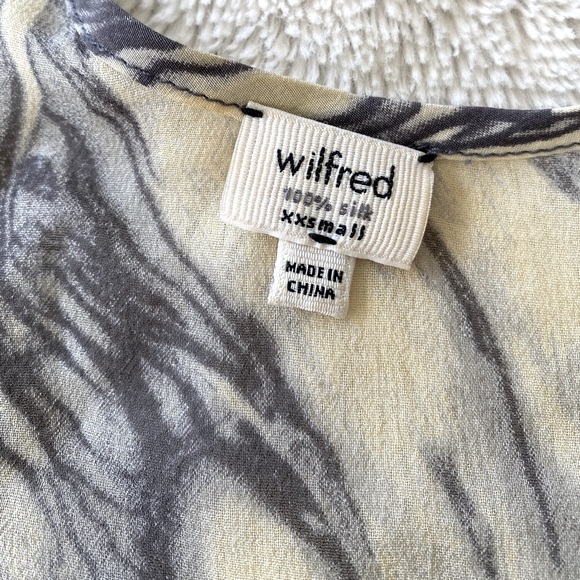 wilfred
100% silk
xxsmall
MADE IN
CHINA